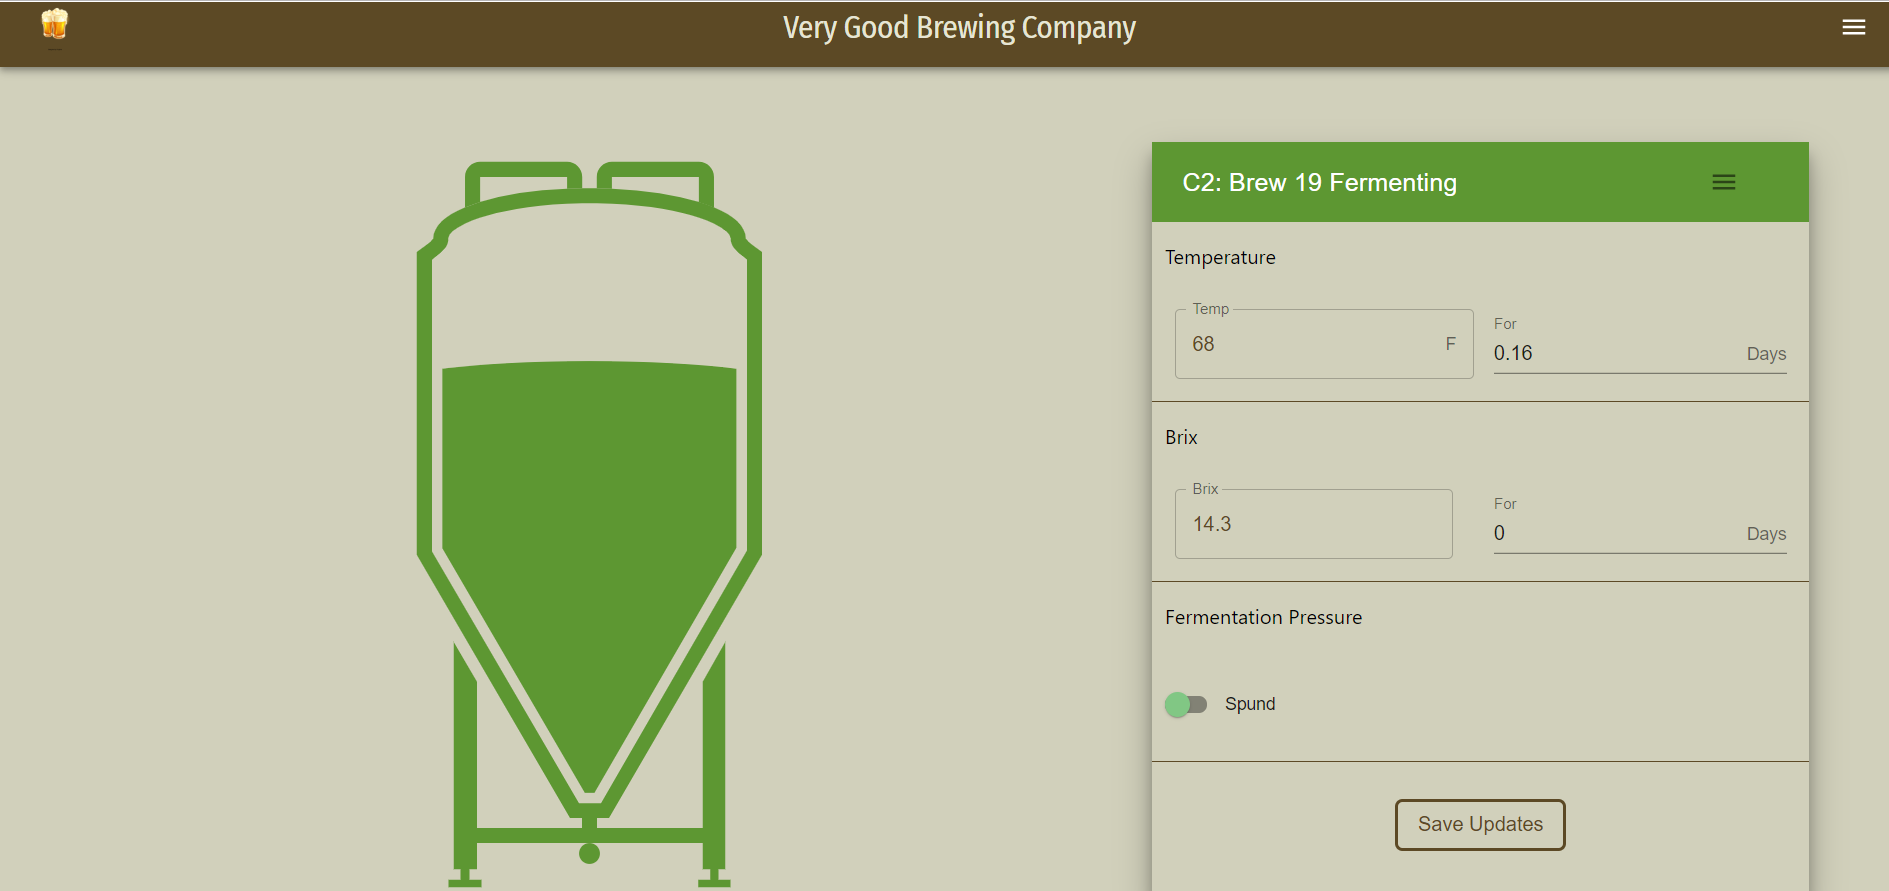 Very Good Brewing Company
C2: Brew 19 Fermenting
Temperature
Temp
68 F
For
0.16 Days
Brix
Brix
14.3
For
0 Days
Fermentation Pressure
Spund
Save Updates